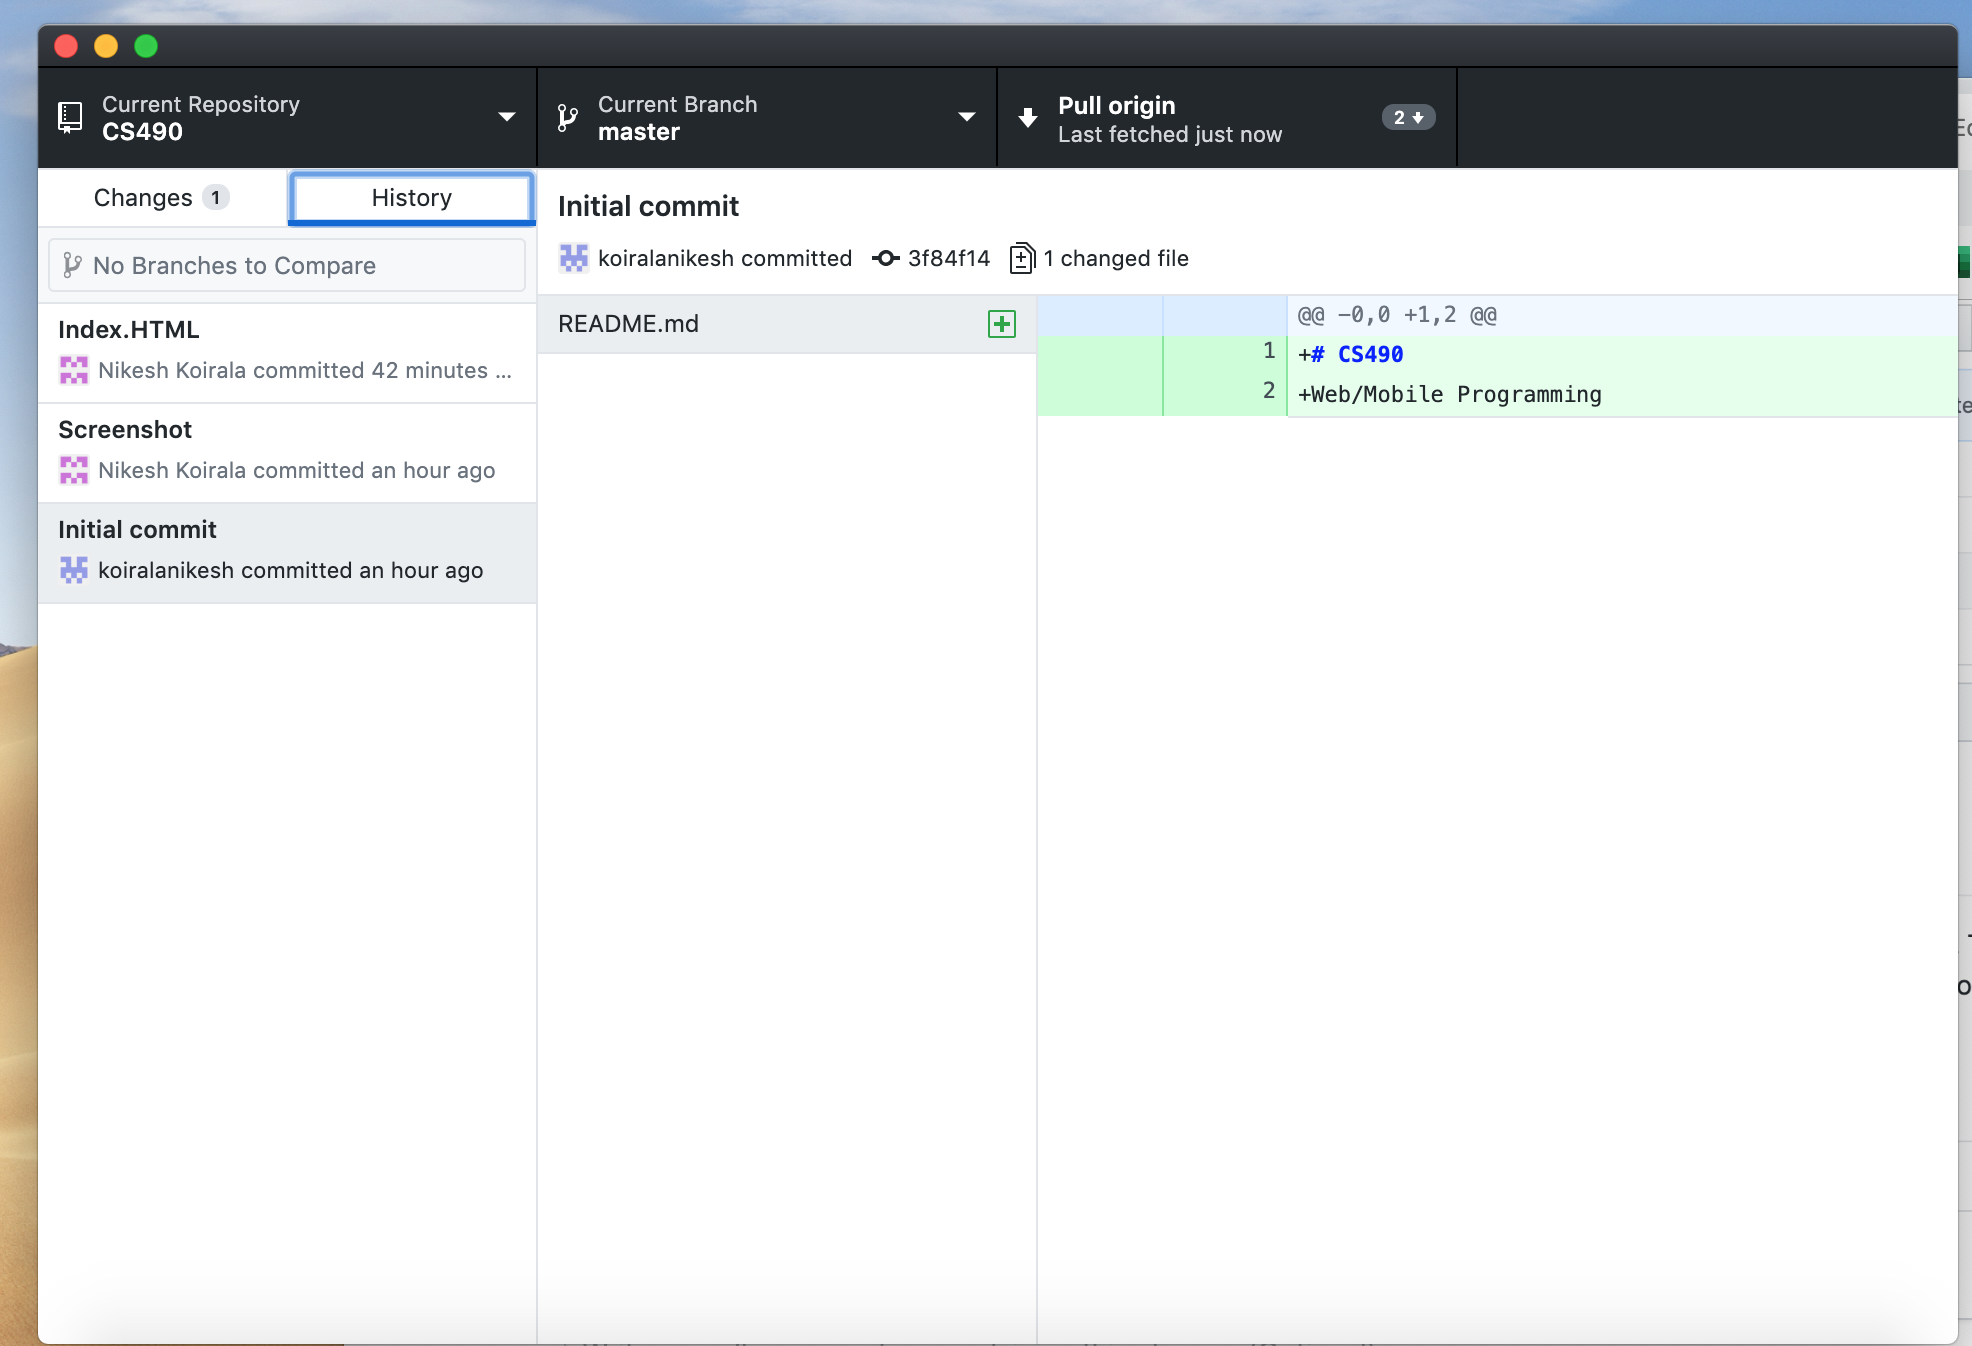 Current Repository
CS490
Current Branch
master
Pull origin
Last fetched just now
2
Changes 1
History
No Branches to Compare
Index.HTML
Nikesh Koirala committed 42 minutes ...
Screenshot
Nikesh Koirala committed an hour ago
Initial commit
koiralanikesh committed an hour ago
Initial commit
koiralanikesh committed 3f84f14 1 changed file
README.md
@@ -0,0 +1,2 @@
1 +# CS490
2 +Web/Mobile Programming